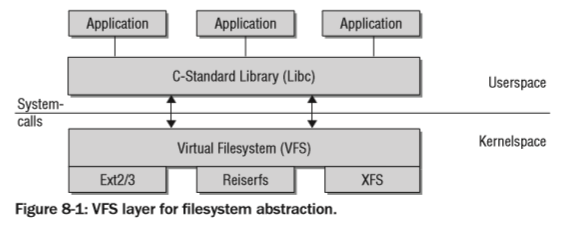 Application Application Application
C-Standard Library (Libc)
Userspace
System-
calls
Kernelspace
Virtual Filesystem (VFS)
Ext2/3 Reiserfs XFS
Figure 8-1: VFS layer for filesystem abstraction.